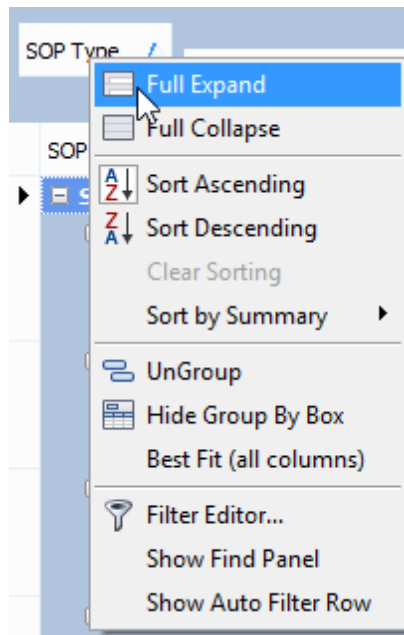 SOP Type
Full Expand
Full Collapse
SOP
Sort Ascending
Sort Descending
Clear Sorting
Sort by Summary
UnGroup
Hide Group By Box
Best Fit (all columns)
Filter Editor...
Show Find Panel
Show Auto Filter Row